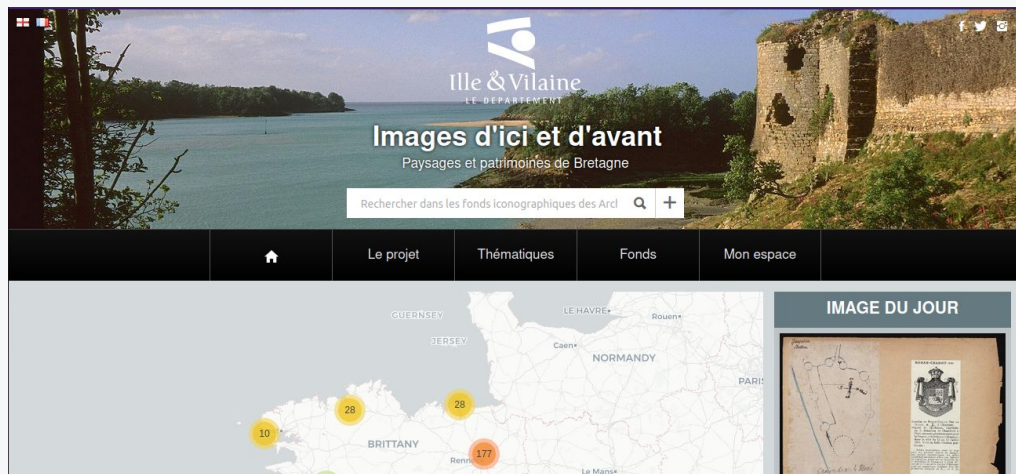 Ille & Vilaine
LE DÉPARTEMENT
Images d'ici et d'avant
Paysages et patrimoines de Bretagne
Rechercher dans les fonds iconographiques des Arcl
Le projet
Thématiques
Fonds
Mon espace
IMAGE DU JOUR
GUERNSEY
LE HAVRE
Rouen
JERSEY
Caen
NORMANDY
PARIS
28
28
10
BRITTANY
177
Renn
Le Mans